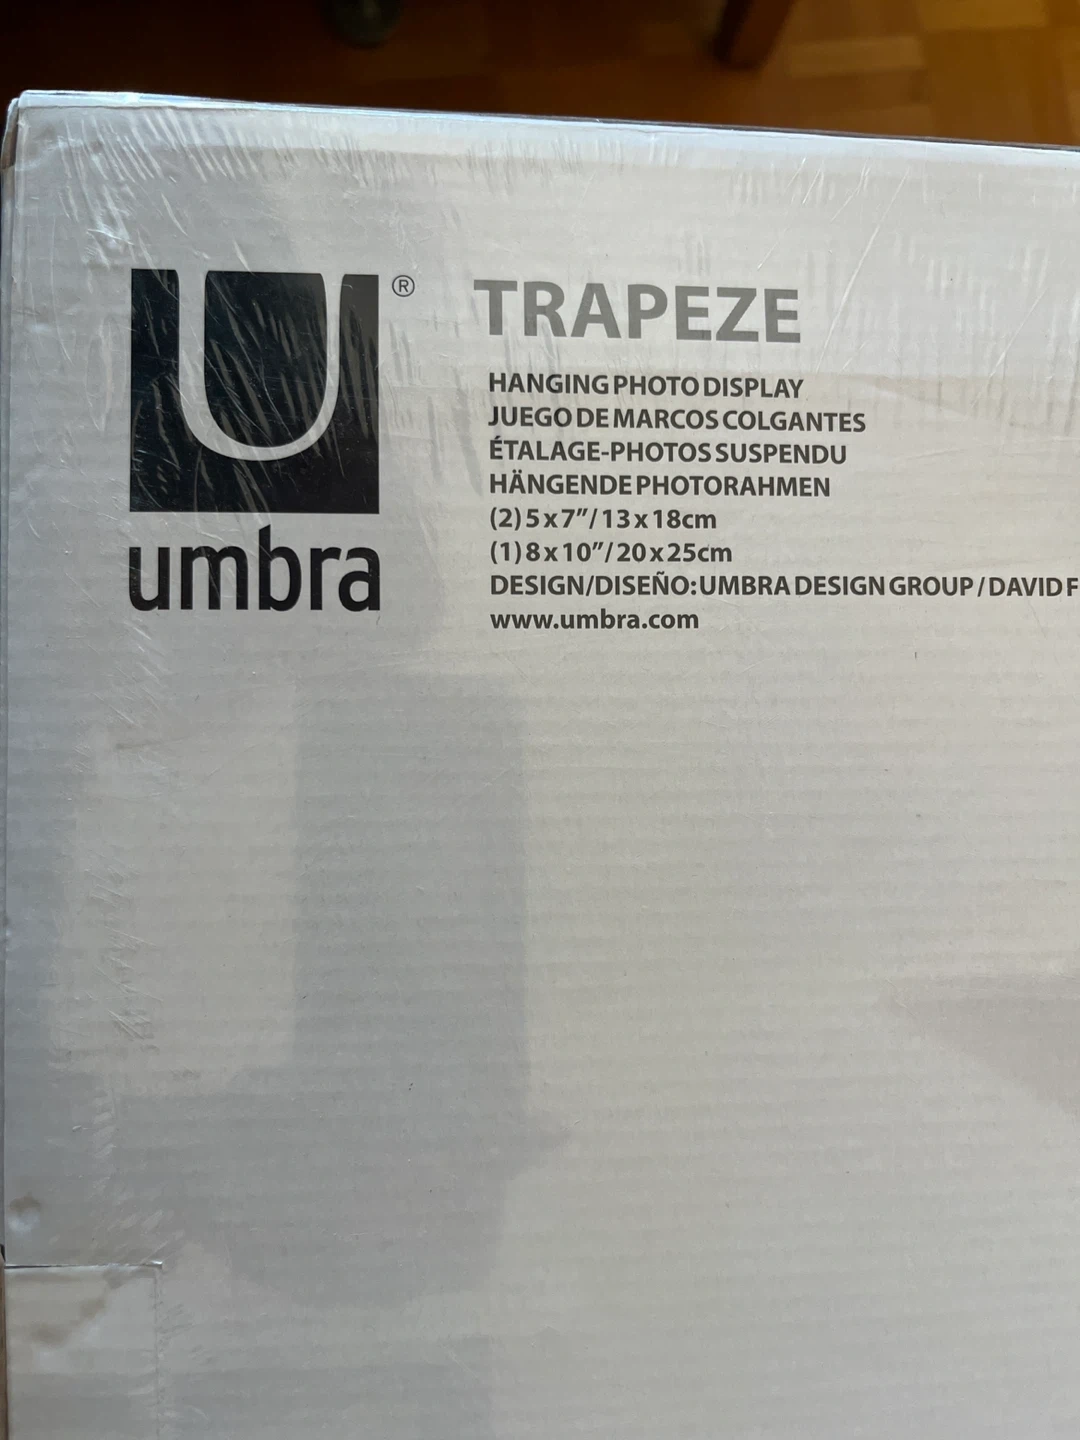 ®
TRAPEZE
HANGING PHOTO DISPLAY
JUEGO DE MARCOS COLGANTES
ÉTALAGE-PHOTOS SUSPENDU
HÄNGENDE PHOTORAHMEN
(2) 5 x 7”/ 13 x 18cm
(1) 8 x 10”/ 20 x 25cm
DESIGN/DISEÑO: UMBRA DESIGN GROUP / DAVID F
www.umbra.com
umbra